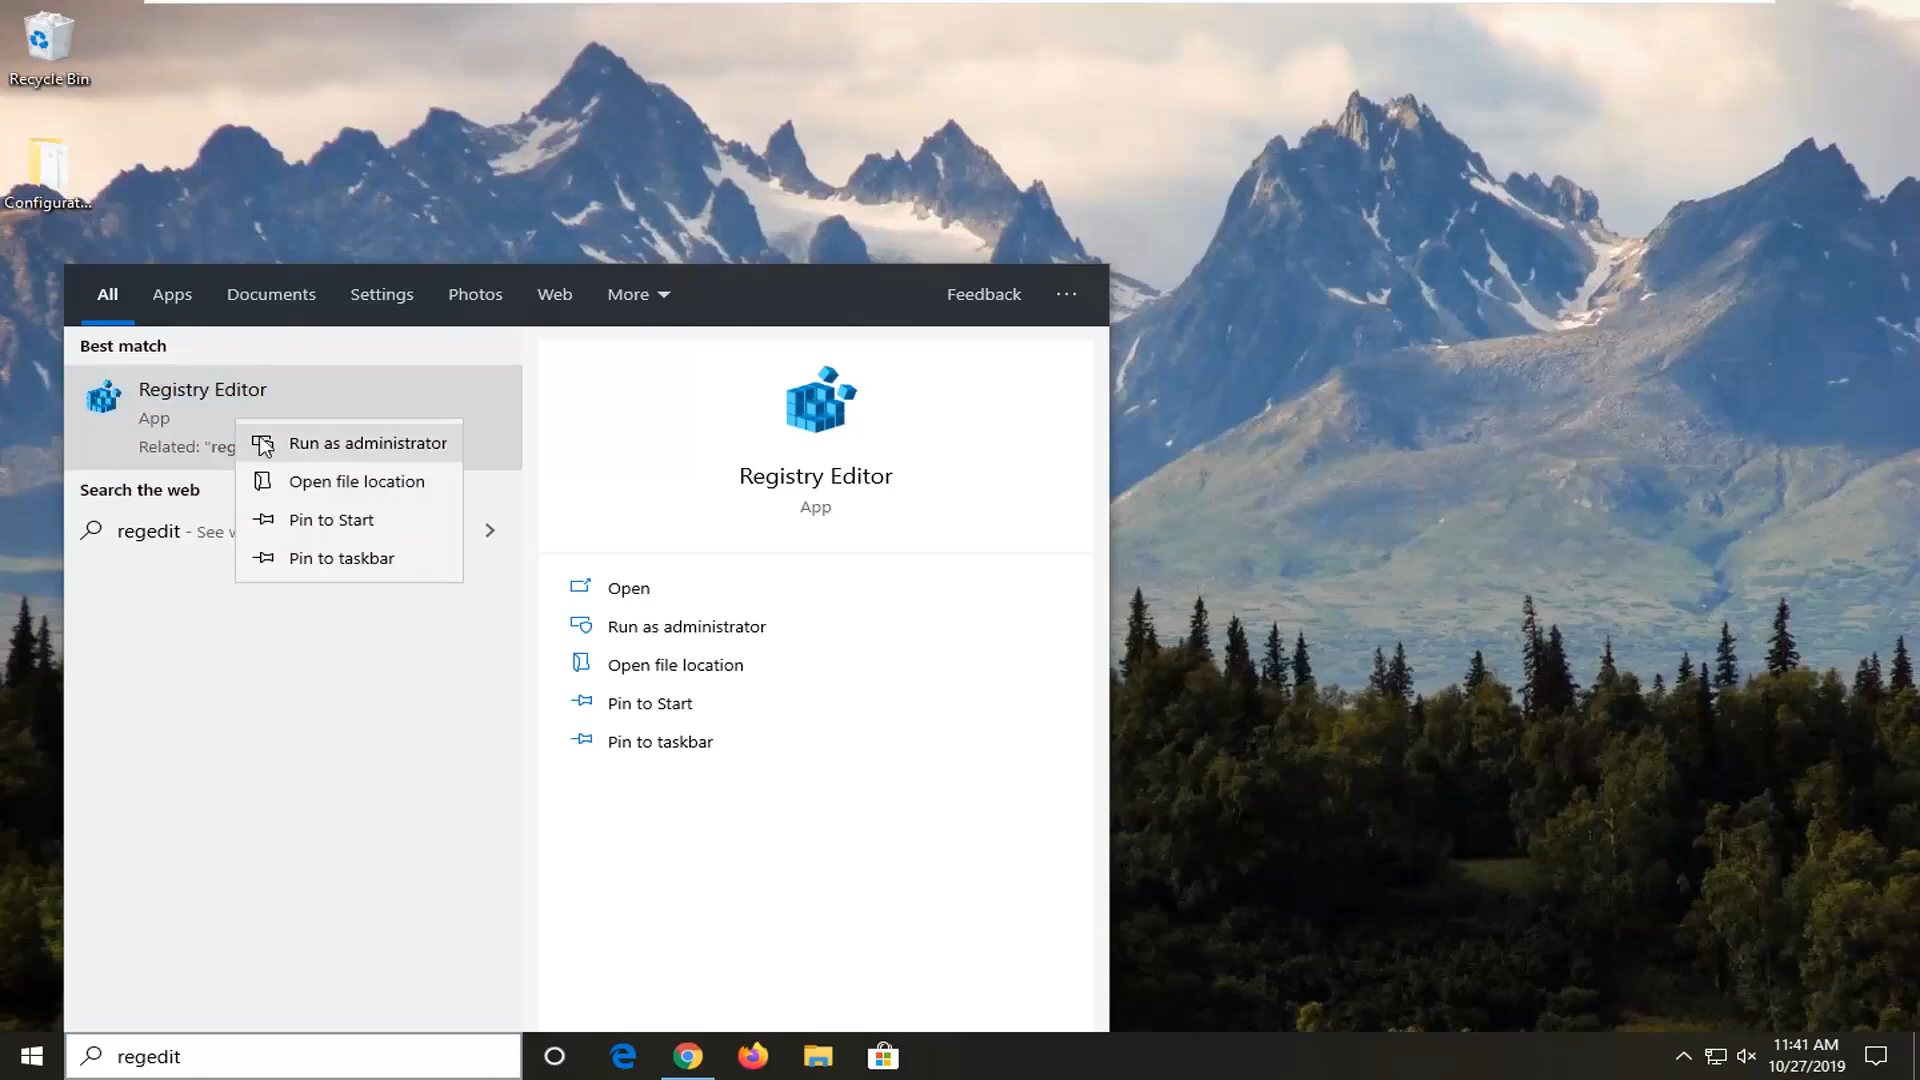 Recycle Bin
Configurat...
All Apps Documents Settings Photos Web More Feedback ...
Best match
Registry Editor
App
Related: "reg
Run as administrator
Open file location
Pin to Start
Pin to taskbar
Search the web
regedit - See w
Registry Editor
App
Open
Run as administrator
Open file location
Pin to Start
Pin to taskbar
regedit
11:41 AM
10/27/2019